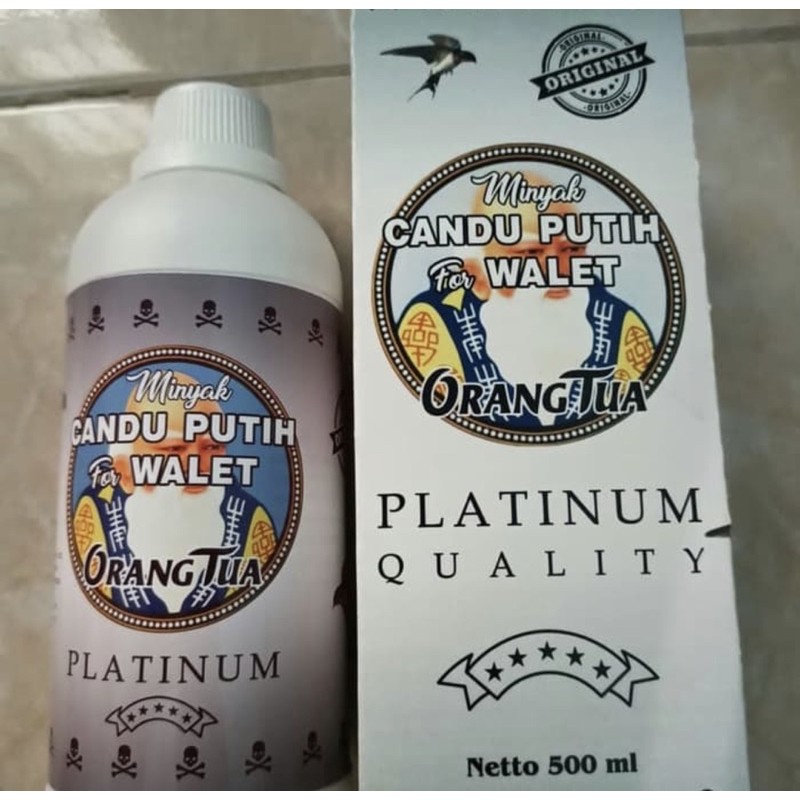 Minyak
CANDU PUTIH
For WALET
ORANG TUA
PLATINUM
ORIGINAL
ORIGINAL
ORIGINAL
Minyak
CANDU PUTIH
For WALET
ORANG TUA
PLATINUM
QUALITY
Netto 500 ml